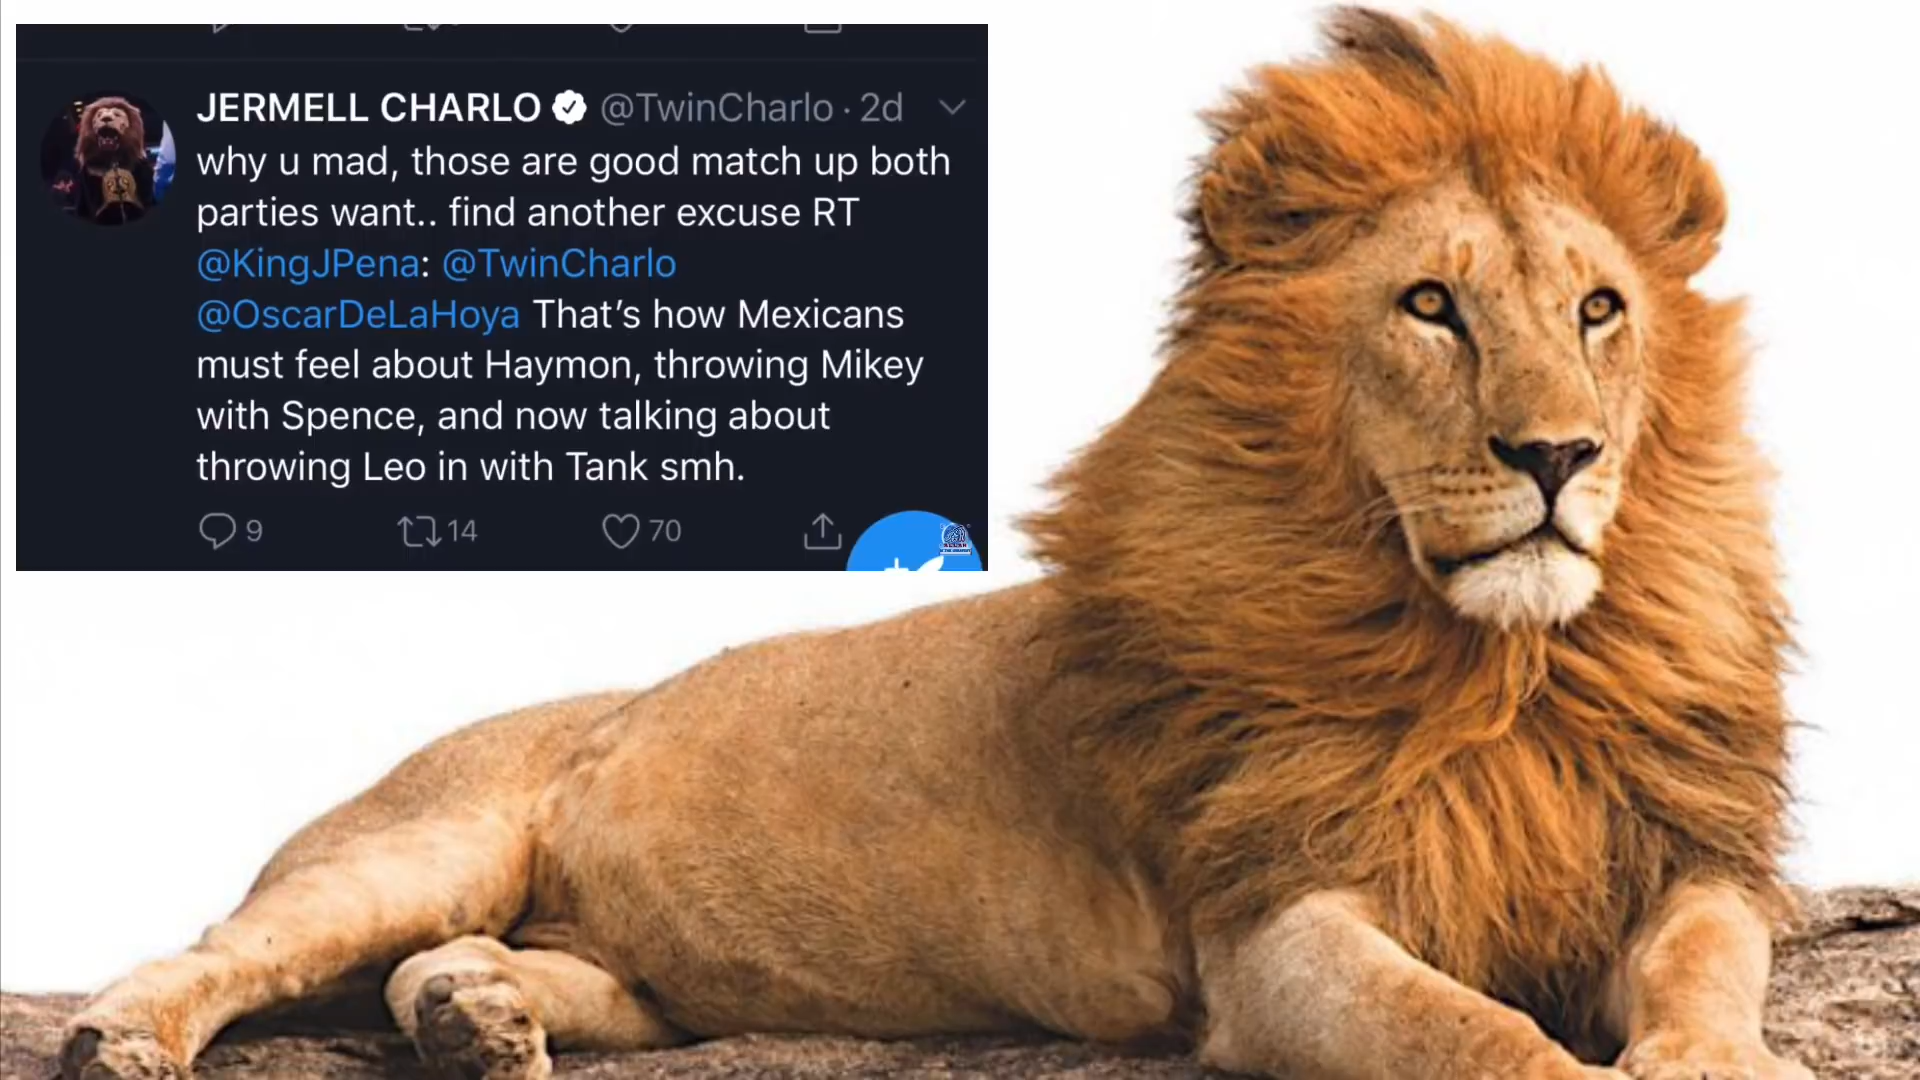 JERMELL CHARLO @TwinCharlo · 2d
why u mad, those are good match up both
parties want.. find another excuse RT
@KingJPena: @TwinCharlo
@OscarDeLaHoya That’s how Mexicans
must feel about Haymon, throwing Mikey
with Spence, and now talking about
throwing Leo in with Tank smh.
9 14 70